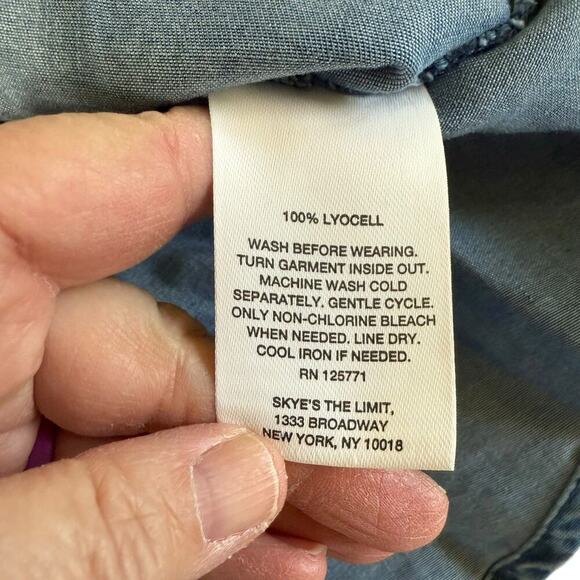 100% LYOCELL
WASH BEFORE WEARING.
TURN GARMENT INSIDE OUT.
MACHINE WASH COLD
SEPARATELY. GENTLE CYCLE.
ONLY NON-CHLORINE BLEACH
WHEN NEEDED. LINE DRY.
COOL IRON IF NEEDED.
RN 125771
SKYE'S THE LIMIT,
1333 BROADWAY
NEW YORK, NY 10018